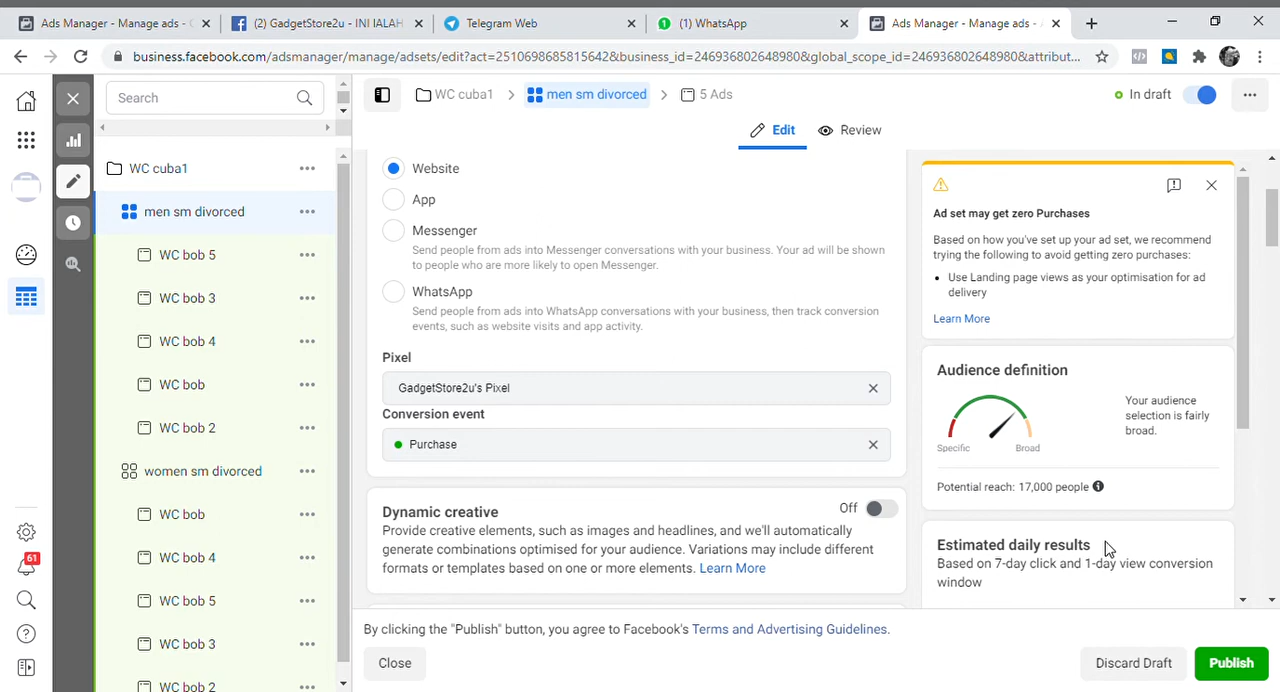 Ads Manager - Manage ads - C
(2) GadgetStore2u - INI IALAH
Telegram Web
(1) WhatsApp
Ads Manager - Manage ads - A
business.facebook.com/adsmanager/manage/adsets/edit?act=251069868581564​2&business_id=246936802648980&global_scope_id=246936802648980&attribut...
Search
WC cuba1
men sm divorced
5 Ads
In draft
Edit
Review
WC cuba1
men sm divorced
WC bob 5
WC bob 3
WC bob 4
WC bob
WC bob 2
women sm divorced
WC bob
WC bob 4
WC bob 5
WC bob 3
WC bob 2
61
Website
App
Messenger
Send people from ads into Messenger conversations with your business. Your ad will be shown
to people who are more likely to open Messenger.
WhatsApp
Send people from ads into WhatsApp conversations with your business, then track conversion
events, such as website visits and app activity.
Pixel
GadgetStore2u's Pixel
Conversion event
Purchase
Dynamic creative
Off
Provide creative elements, such as images and headlines, and we'll automatically
generate combinations optimised for your audience. Variations may include different
formats or templates based on one or more elements. Learn More
Ad set may get zero Purchases
Based on how you've set up your ad set, we recommend
trying the following to avoid getting zero purchases:
• Use Landing page views as your optimisation for ad
delivery
Learn More
Audience definition
Specific
Broad
Your audience
selection is fairly
broad.
Potential reach: 17,000 people
Estimated daily results
Based on 7-day click and 1-day view conversion
window
By clicking the "Publish" button, you agree to Facebook's Terms and Advertising Guidelines.
Close
Discard Draft
Publish